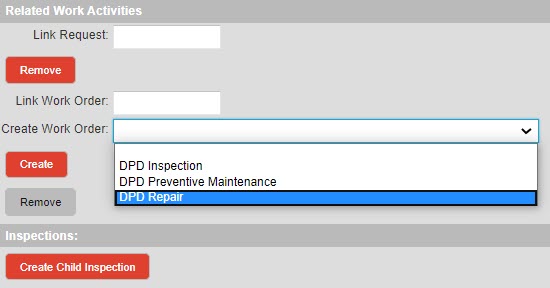 Related Work Activities
Link Request:
Remove
Link Work Order:
Create Work Order:
Create
DPD Inspection
DPD Preventive Maintenance
DPD Repair
Remove
Inspections:
Create Child Inspection